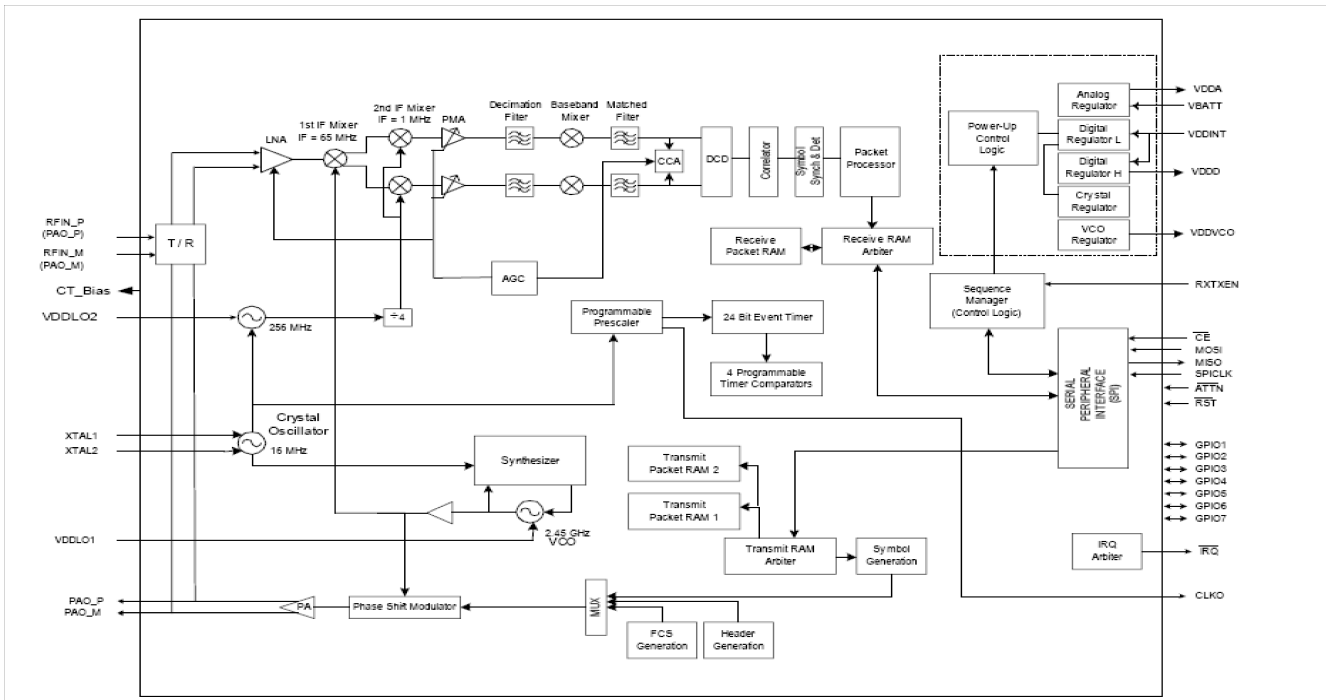 2nd IF Mixer
IF = 1 MHz
PMA
Decimation
Filter
Baseband
Mixer
Matched
Filter
1st IF Mixer
IF = 65 MHz
LNA
CCA
DCD
Correlator
Symbol
Synch & Det
Packet
Processor
Power-Up
Control
Logic
Analog
Regulator
Digital
Regulator L
Digital
Regulator H
Crystal
Regulator
VCO
Regulator
VDDA
VBATT
VDDINT
VDDD
VDDVCO
RFIN_P
(PAO_P)
RFIN_M
(PAO_M)
T / R
CT_Bias
VDDLO2
256 MHz
÷4
AGC
Receive
Packet RAM
Receive RAM
Arbiter
Sequence
Manager
(Control Logic)
RXTXEN
Programmable
Prescaler
24 Bit Event Timer
4 Programmable
Timer Comparators
SERIAL
PERIPHERAL
INTERFACE
(SPI)
CE
MOSI
MISO
SPICLK
ATTN
RST
GPIO1
GPIO2
GPIO3
GPIO4
GPIO5
GPIO6
GPIO7
XTAL1
XTAL2
Crystal
Oscillator
16 MHz
Synthesizer
2.45 GHz
VCO
VDDLO1
Transmit
Packet RAM 2
Transmit
Packet RAM 1
Transmit RAM
Arbiter
Symbol
Generation
IRQ
Arbiter
IRQ
CLKO
PAO_P
PAO_M
PA
Phase Shift Modulator
MUX
FCS
Generation
Header
Generation